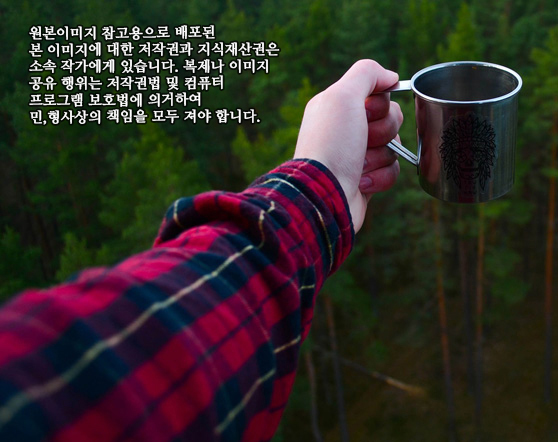 원본이미지 참고용으로 배포된
본 이미지에 대한 저작권과 지식재산권은
소속 작가에게 있습니다. 복제나 이미지
공유 행위는 저작권법 및 컴퓨터
프로그램 보호법에 의거하여
민,형사상의 책임을 모두 져야 합니다.